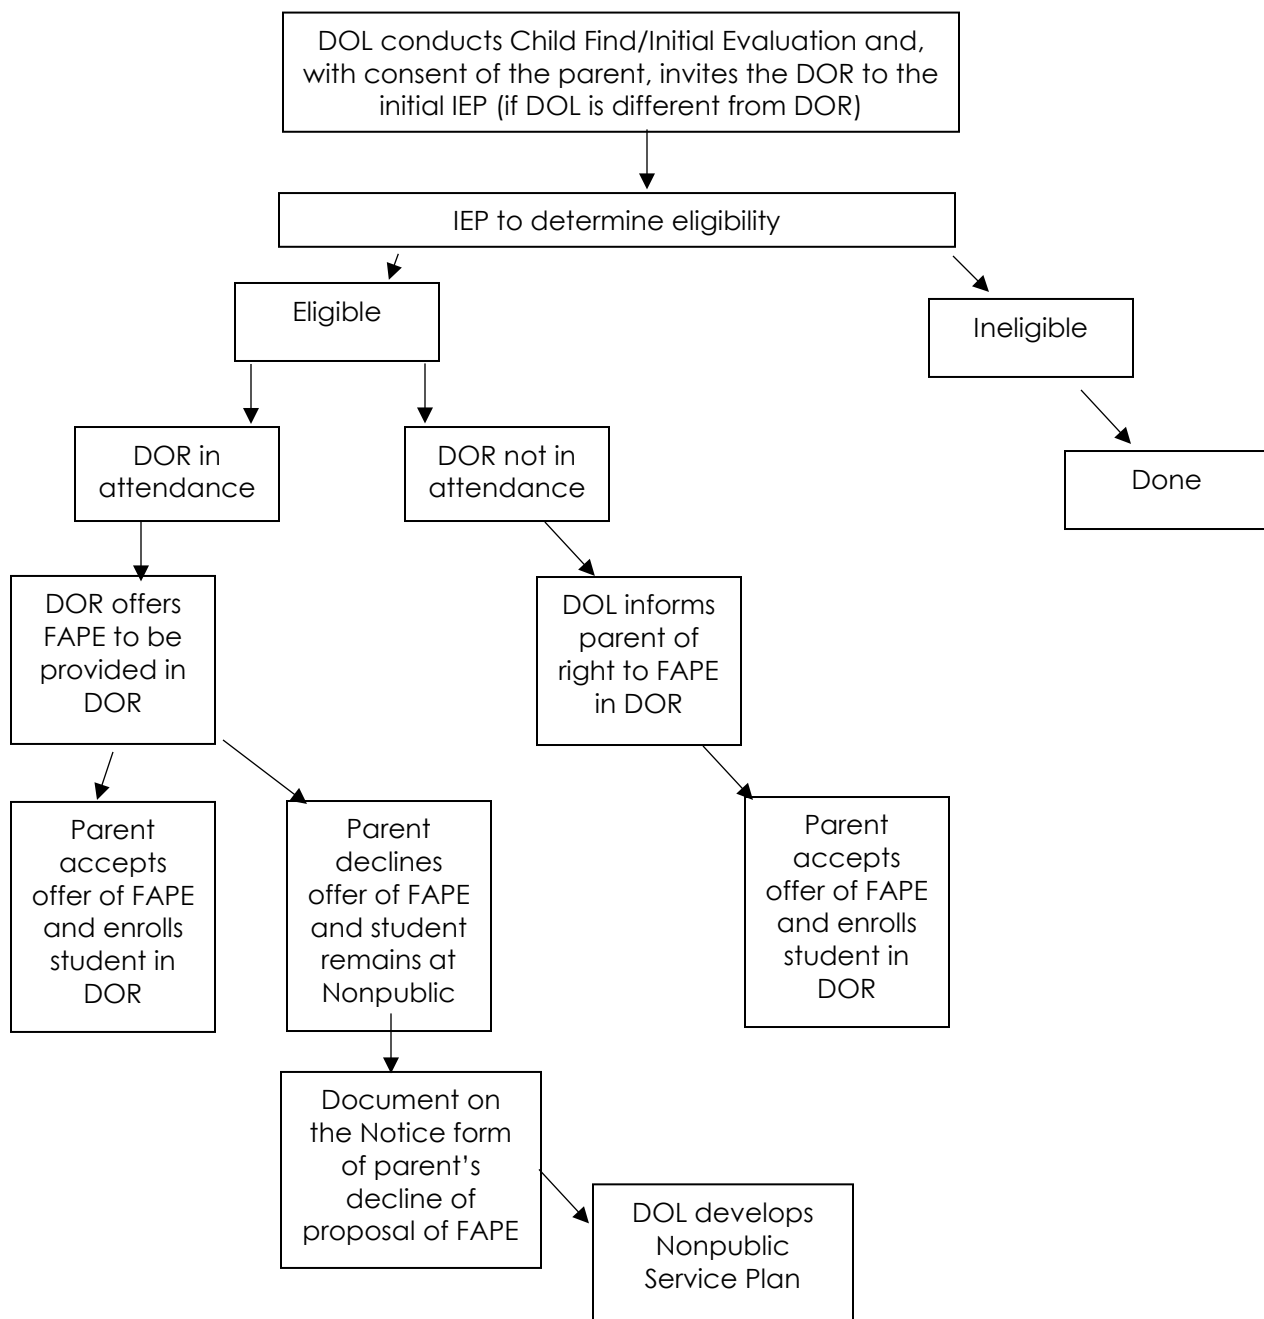 DOL conducts Child Find/Initial Evaluation and,
with consent of the parent, invites the DOR to the
initial IEP (if DOL is different from DOR)
IEP to determine eligibility
Eligible
Ineligible
DOR in
attendance
DOR not in
attendance
Done
DOR offers
FAPE to be
provided in
DOR
DOL informs
parent of
right to FAPE
in DOR
Parent
accepts
offer of FAPE
and enrolls
student in
DOR
Parent
declines
offer of FAPE
and student
remains at
Nonpublic
Parent
accepts
offer of FAPE
and enrolls
student in
DOR
Document on
the Notice form
of parent’s
decline of
proposal of FAPE
DOL develops
Nonpublic
Service Plan